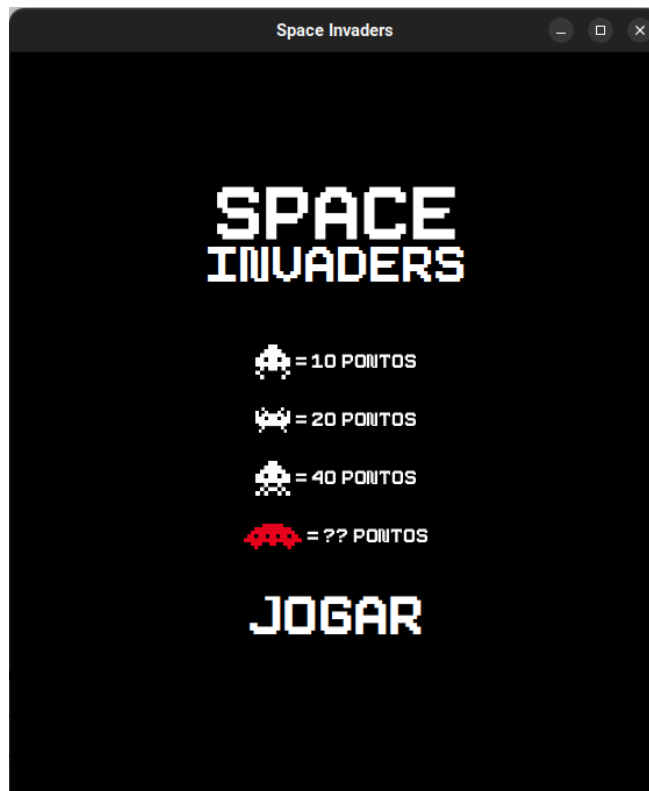 Space Invaders
SPACE
INVADERS
= 10 PONTOS
= 20 PONTOS
= 40 PONTOS
= ?? PONTOS
JOGAR